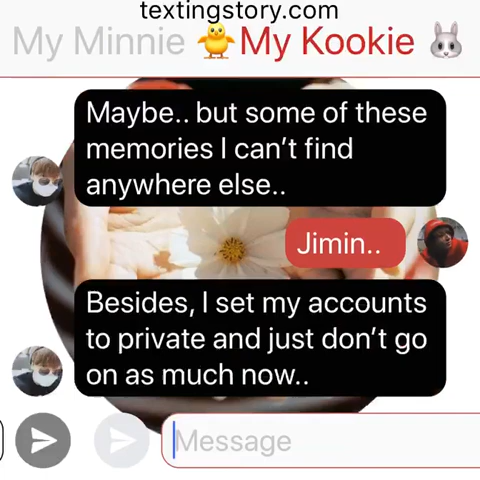 textingstory.com
My Minnie 🐥My Kookie 🐰
Maybe.. but some of these
memories I can't find
anywhere else..
Jimin..
Besides, I set my accounts
to private and just don't go
on as much now..
Message